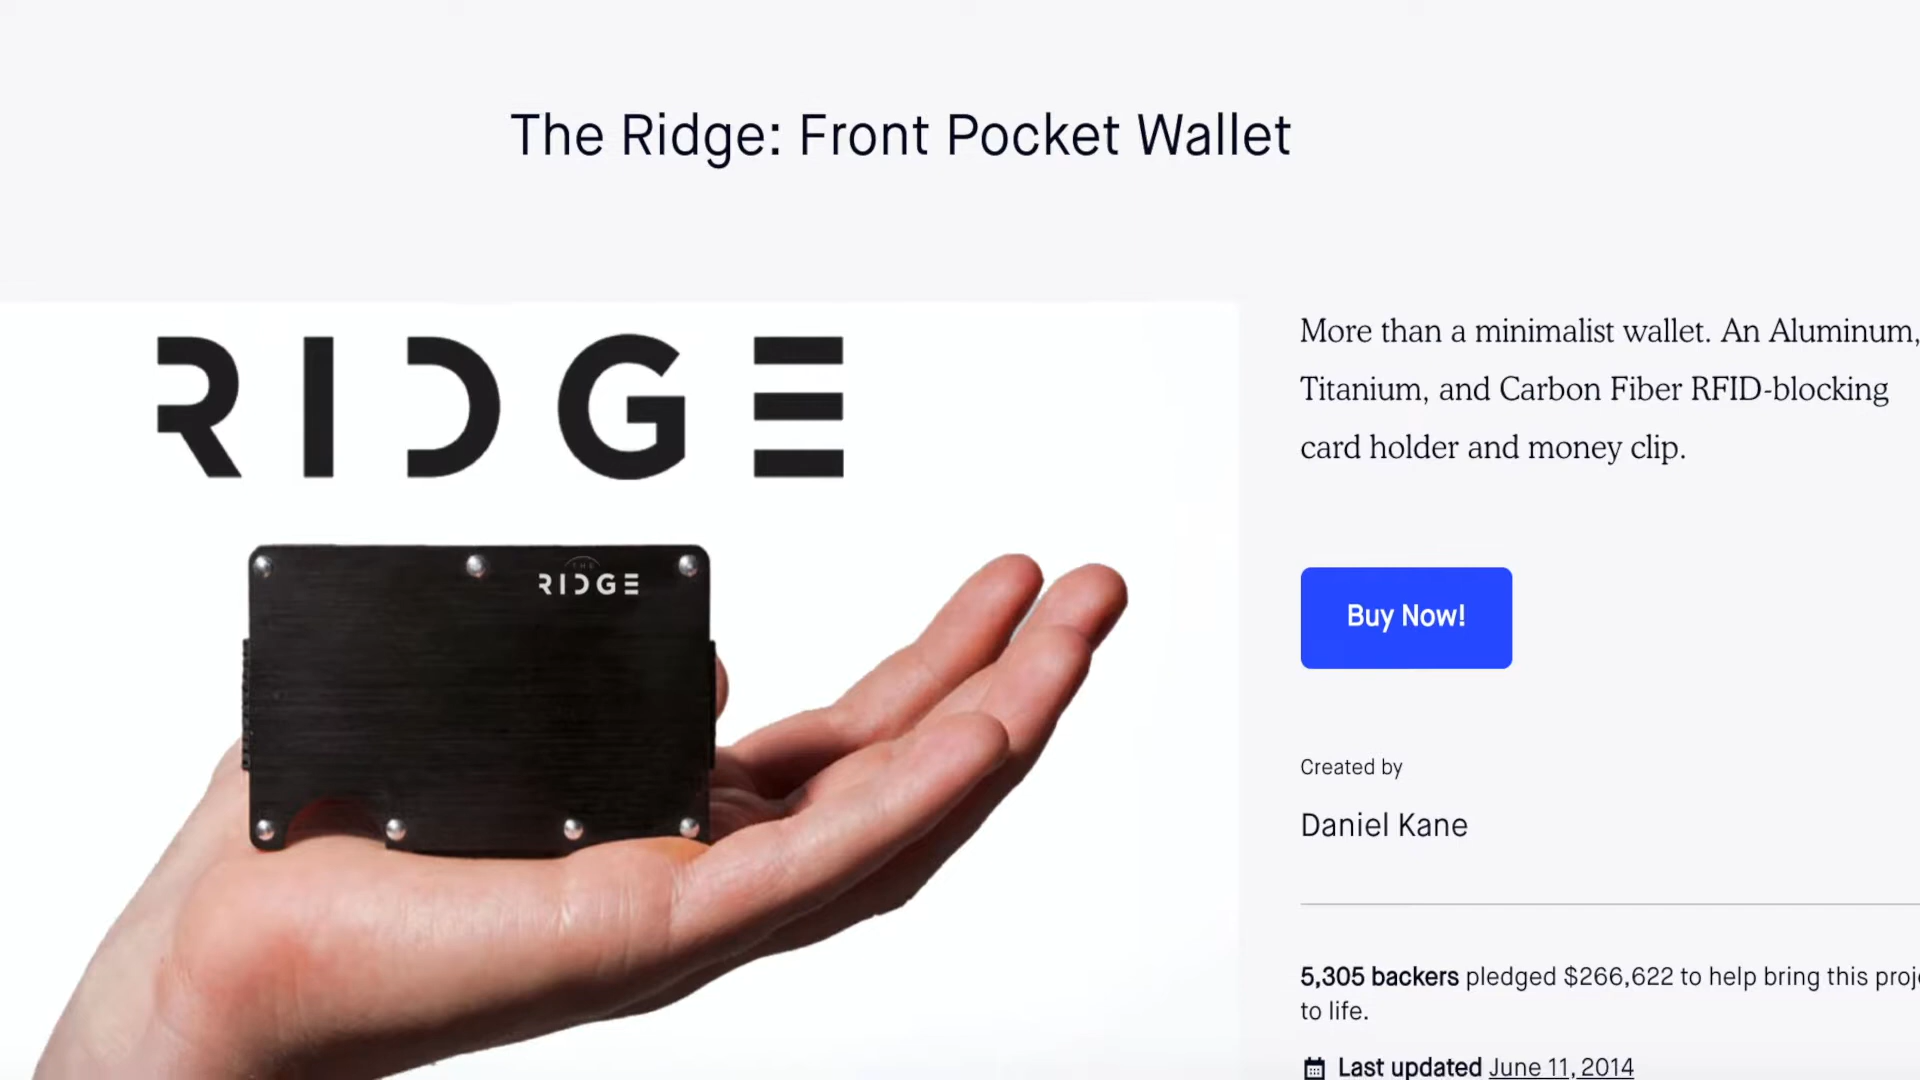 The Ridge: Front Pocket Wallet
RIDGE
THE
RIDGE
More than a minimalist wallet. An Aluminum,
Titanium, and Carbon Fiber RFID-blocking
card holder and money clip.
Buy Now!
Created by
Daniel Kane
5,305 backers pledged $266,622 to help bring this proje
to life.
Last updated June 11, 2014